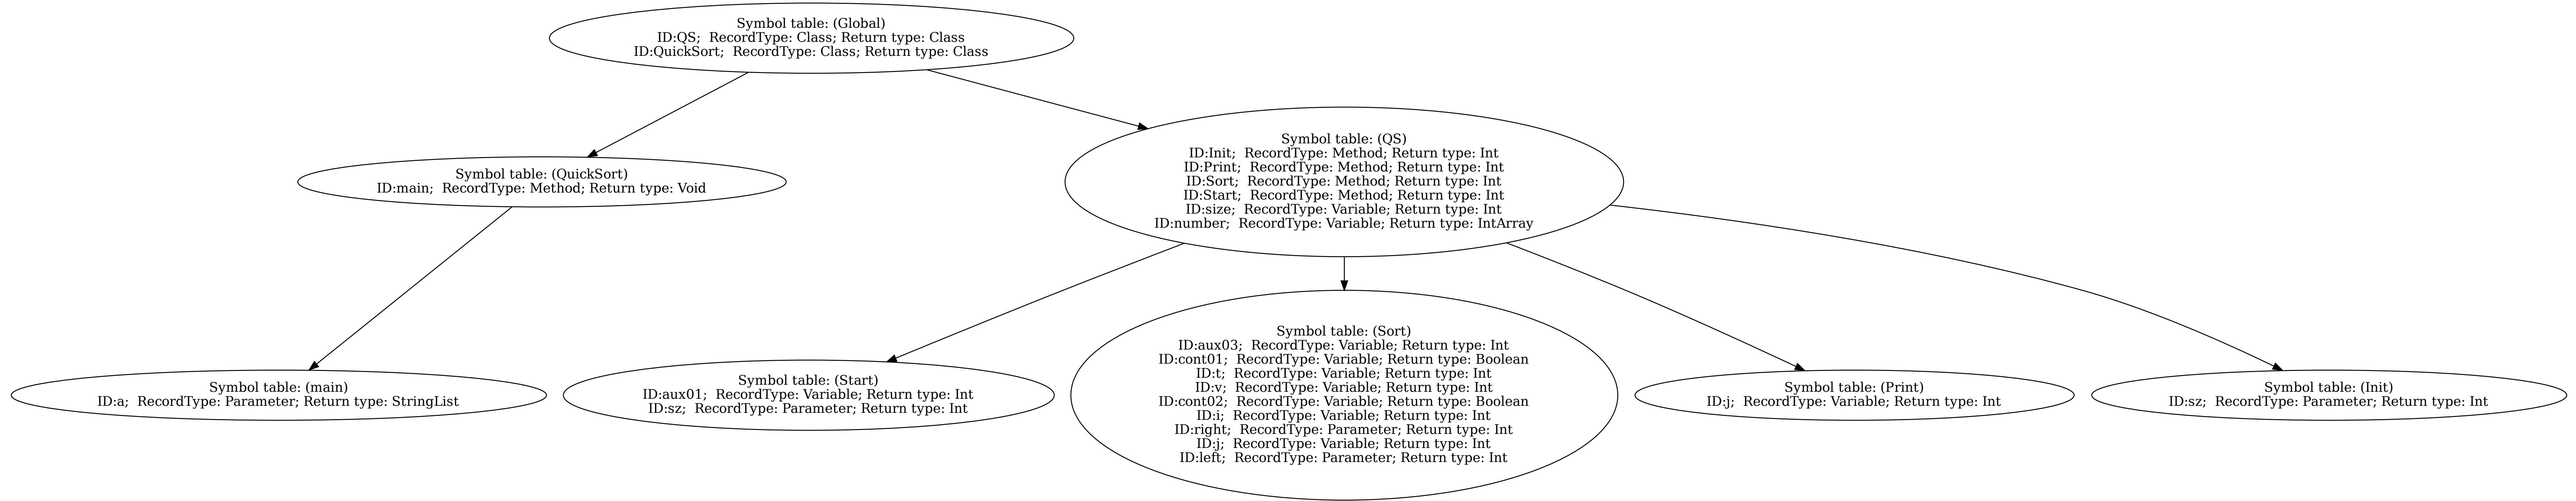 Symbol table: (Global)
ID:QS;  RecordType: Class; Return type: Class
ID:QuickSort;  RecordType: Class; Return type: Class
Symbol table: (QuickSort)
ID:main;  RecordType: Method; Return type: Void
Symbol table: (QS)
ID:Init;  RecordType: Method; Return type: Int
ID:Print;  RecordType: Method; Return type: Int
ID:Sort;  RecordType: Method; Return type: Int
ID:Start;  RecordType: Method; Return type: Int
ID:size;  RecordType: Variable; Return type: Int
ID:number;  RecordType: Variable; Return type: IntArray
Symbol table: (main)
ID:a;  RecordType: Parameter; Return type: StringList
Symbol table: (Start)
ID:aux01;  RecordType: Variable; Return type: Int
ID:sz;  RecordType: Parameter; Return type: Int
Symbol table: (Sort)
ID:aux03;  RecordType: Variable; Return type: Int
ID:cont01;  RecordType: Variable; Return type: Boolean
ID:t;  RecordType: Variable; Return type: Int
ID:v;  RecordType: Variable; Return type: Int
ID:cont02;  RecordType: Variable; Return type: Boolean
ID:i;  RecordType: Variable; Return type: Int
ID:right;  RecordType: Parameter; Return type: Int
ID:j;  RecordType: Variable; Return type: Int
ID:left;  RecordType: Parameter; Return type: Int
Symbol table: (Print)
ID:j;  RecordType: Variable; Return type: Int
Symbol table: (Init)
ID:sz;  RecordType: Parameter; Return type: Int